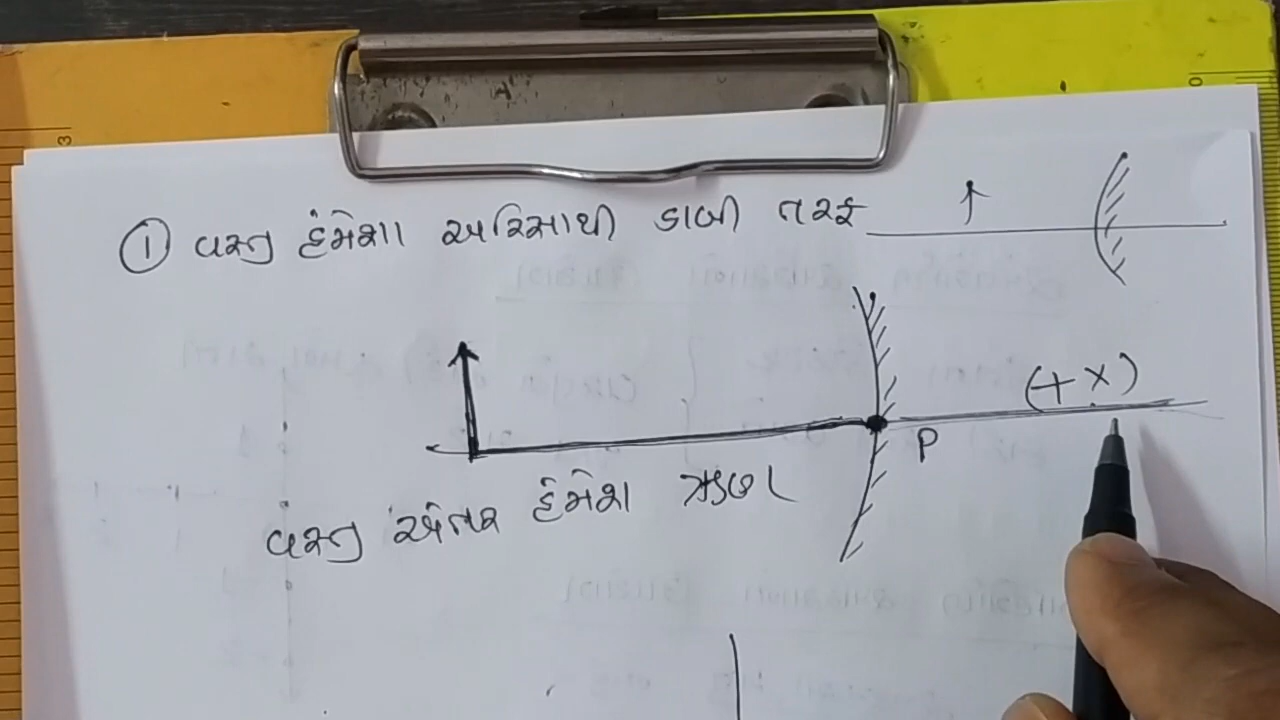 ① વસ્તુ હંમેશા અરિસાથી ડાબી તરફ
(+ x)
P
વસ્તુ અંતર હંમેશા ઋણ